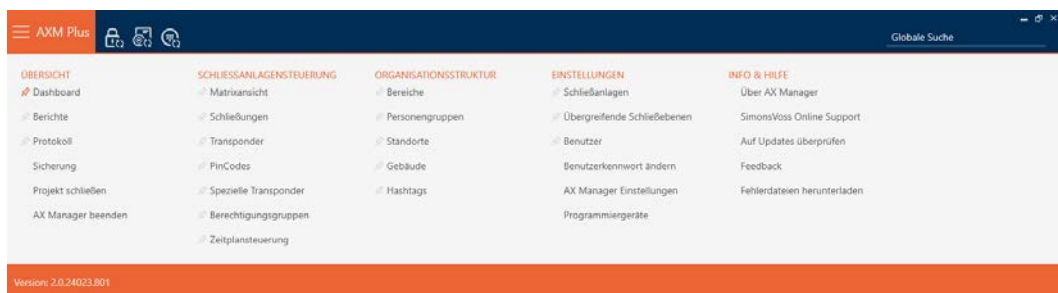 AXM Plus
Globale Suche
ÜBERSICHT
Dashboard
Berichte
Protokoll
Sicherung
Projekt schließen
AX Manager beenden
SCHLIESSANLAGENSTEUERUNG
Matrixansicht
Schließungen
Transponder
PinCodes
Spezielle Transponder
Berechtigungsgruppen
Zeitplansteuerung
ORGANISATIONSSTRUKTUR
Bereiche
Personengruppen
Standorte
Gebäude
Hashtags
EINSTELLUNGEN
Schließanlagen
Übergreifende Schließebenen
Benutzer
Benutzerkennwort ändern
AX Manager Einstellungen
Programmiergeräte
INFO & HILFE
Über AX Manager
SimonsVoss Online Support
Auf Updates überprüfen
Feedback
Fehlerdateien herunterladen
Version: 2.0.24023.801